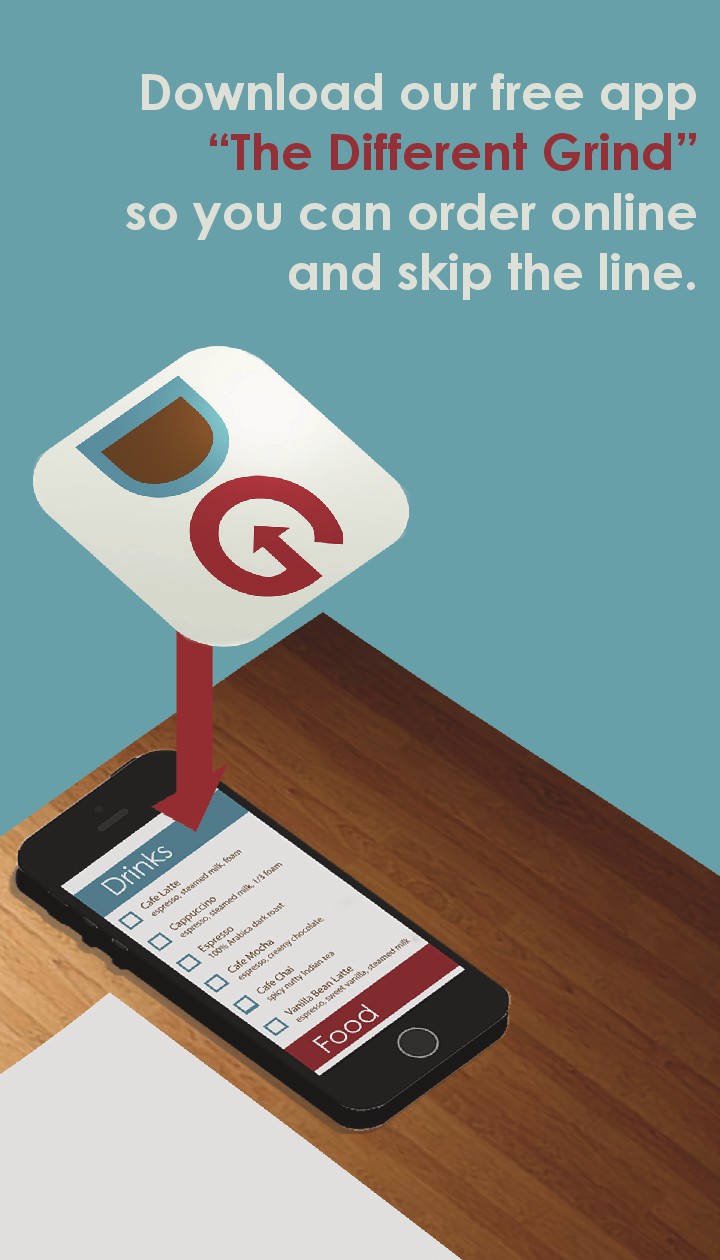 Download our free app
“The Different Grind”
so you can order online
and skip the line.
Drinks
Cafe Latte
espresso, steamed milk, foam
Cappuccino
espresso, steamed milk, 1/3 foam
Espresso
100% Arabica dark roast
Cafe Mocha
espresso, creamy chocolate
Cafe Chai
spicy nutty Indian tea
Vanilla Bean Latte
espresso, sweet vanilla, steamed milk
Food